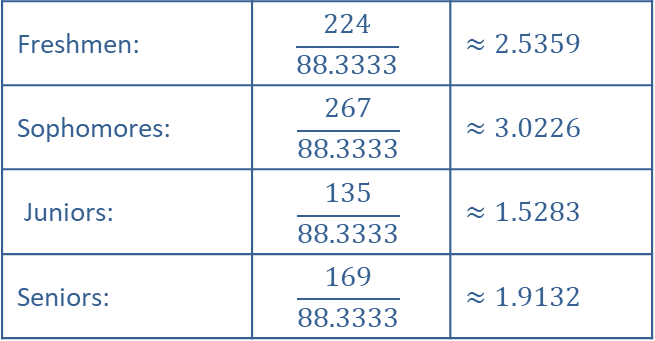 Freshmen: 224/88.3333 ≈ 2.5359
Sophomores: 267/88.3333 ≈ 3.0226
Juniors: 135/88.3333 ≈ 1.5283
Seniors: 169/88.3333 ≈ 1.9132